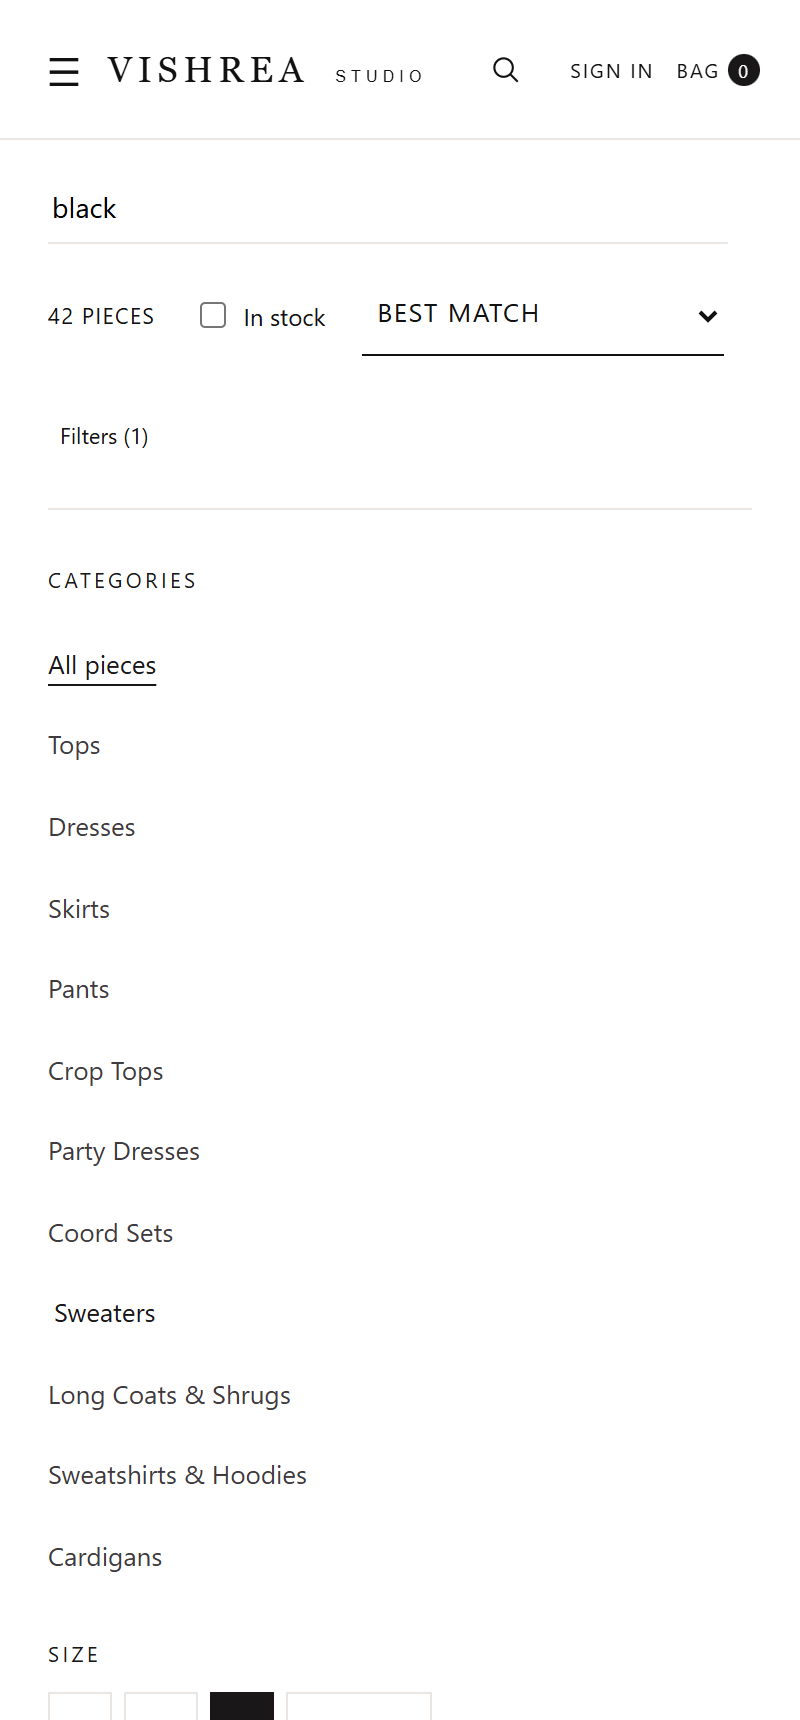 VISHREA STUDIO SIGN IN BAG 0
black
42 PIECES In stock BEST MATCH
Filters (1)
CATEGORIES
All pieces
Tops
Dresses
Skirts
Pants
Crop Tops
Party Dresses
Coord Sets
Sweaters
Long Coats & Shrugs
Sweatshirts & Hoodies
Cardigans
SIZE